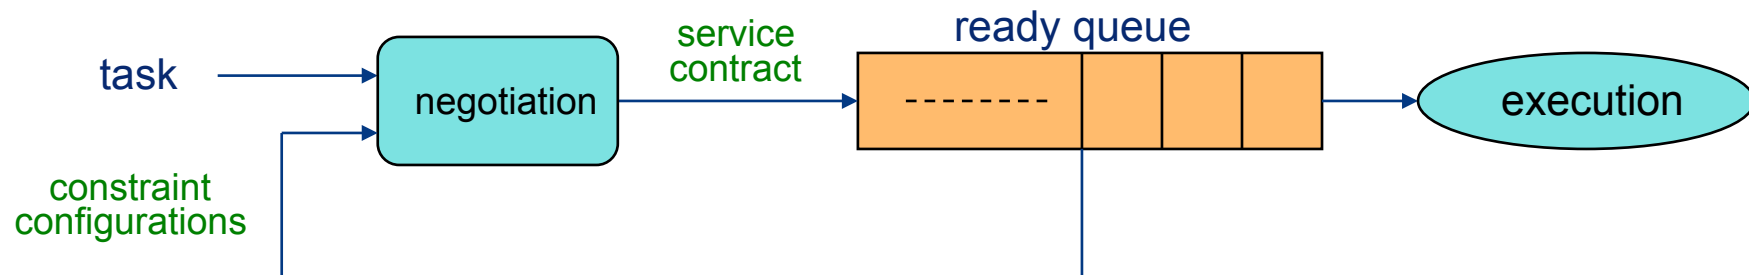 task
negotiation
service
contract
ready queue
execution
constraint
configurations